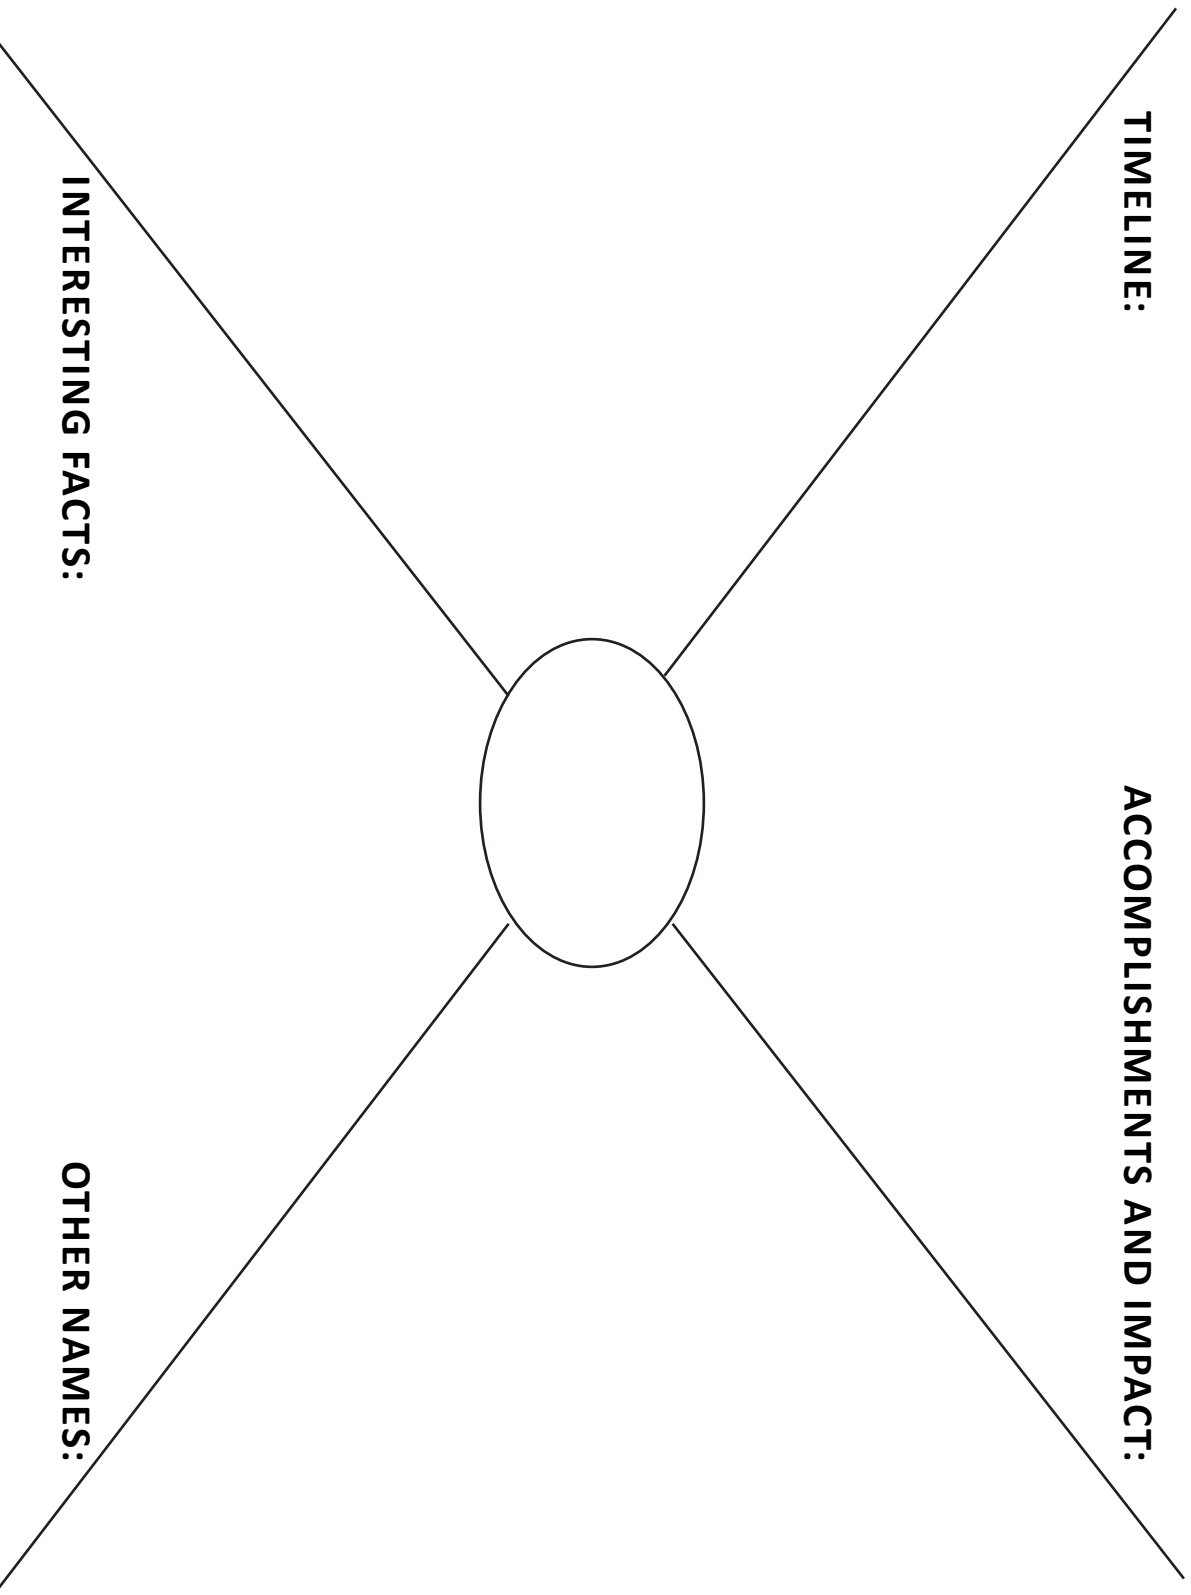 TIMELINE:
ACCOMPLISHMENTS AND IMPACT:
INTERESTING FACTS:
OTHER NAMES: